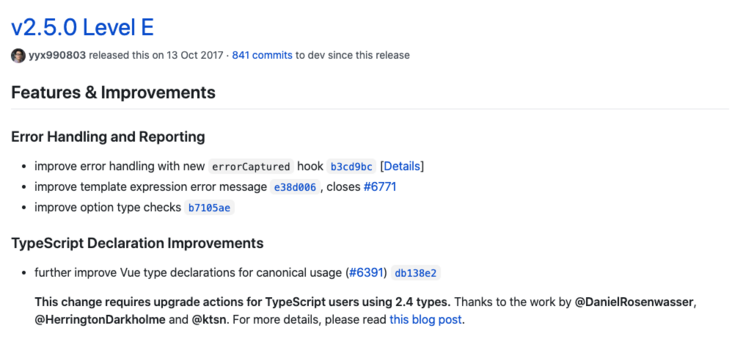 v2.5.0 Level E
yyx990803 released this on 13 Oct 2017 · 841 commits to dev since this release
Features & Improvements
Error Handling and Reporting
• improve error handling with new errorCaptured hook b3cd9bc [Details]
• improve template expression error message e38d006, closes #6771
• improve option type checks b7105ae
TypeScript Declaration Improvements
• further improve Vue type declarations for canonical usage (#6391) db138e2
This change requires upgrade actions for TypeScript users using 2.4 types. Thanks to the work by @DanielRosenwasser,
@HerringtonDarkholme and @ktsn. For more details, please read this blog post.